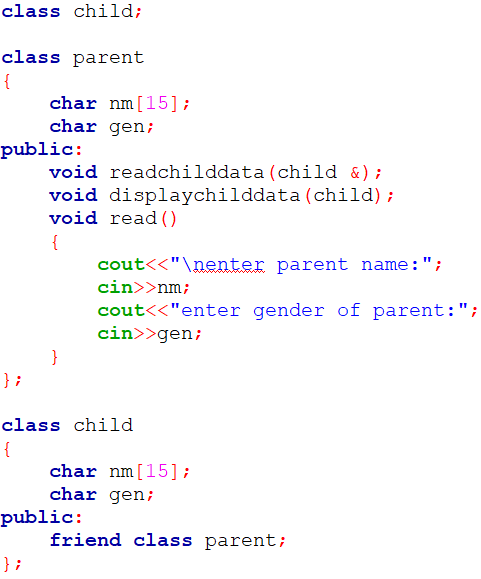 class child;
class parent
{
    char nm[15];
    char gen;
public:
    void readchilddata(child &);
    void displaychilddata(child);
    void read()
    {
        cout<<"\nenter parent name:";
        cin>>nm;
        cout<<"enter gender of parent:";
        cin>>gen;
    }
};
class child
{
    char nm[15];
    char gen;
public:
    friend class parent;
};